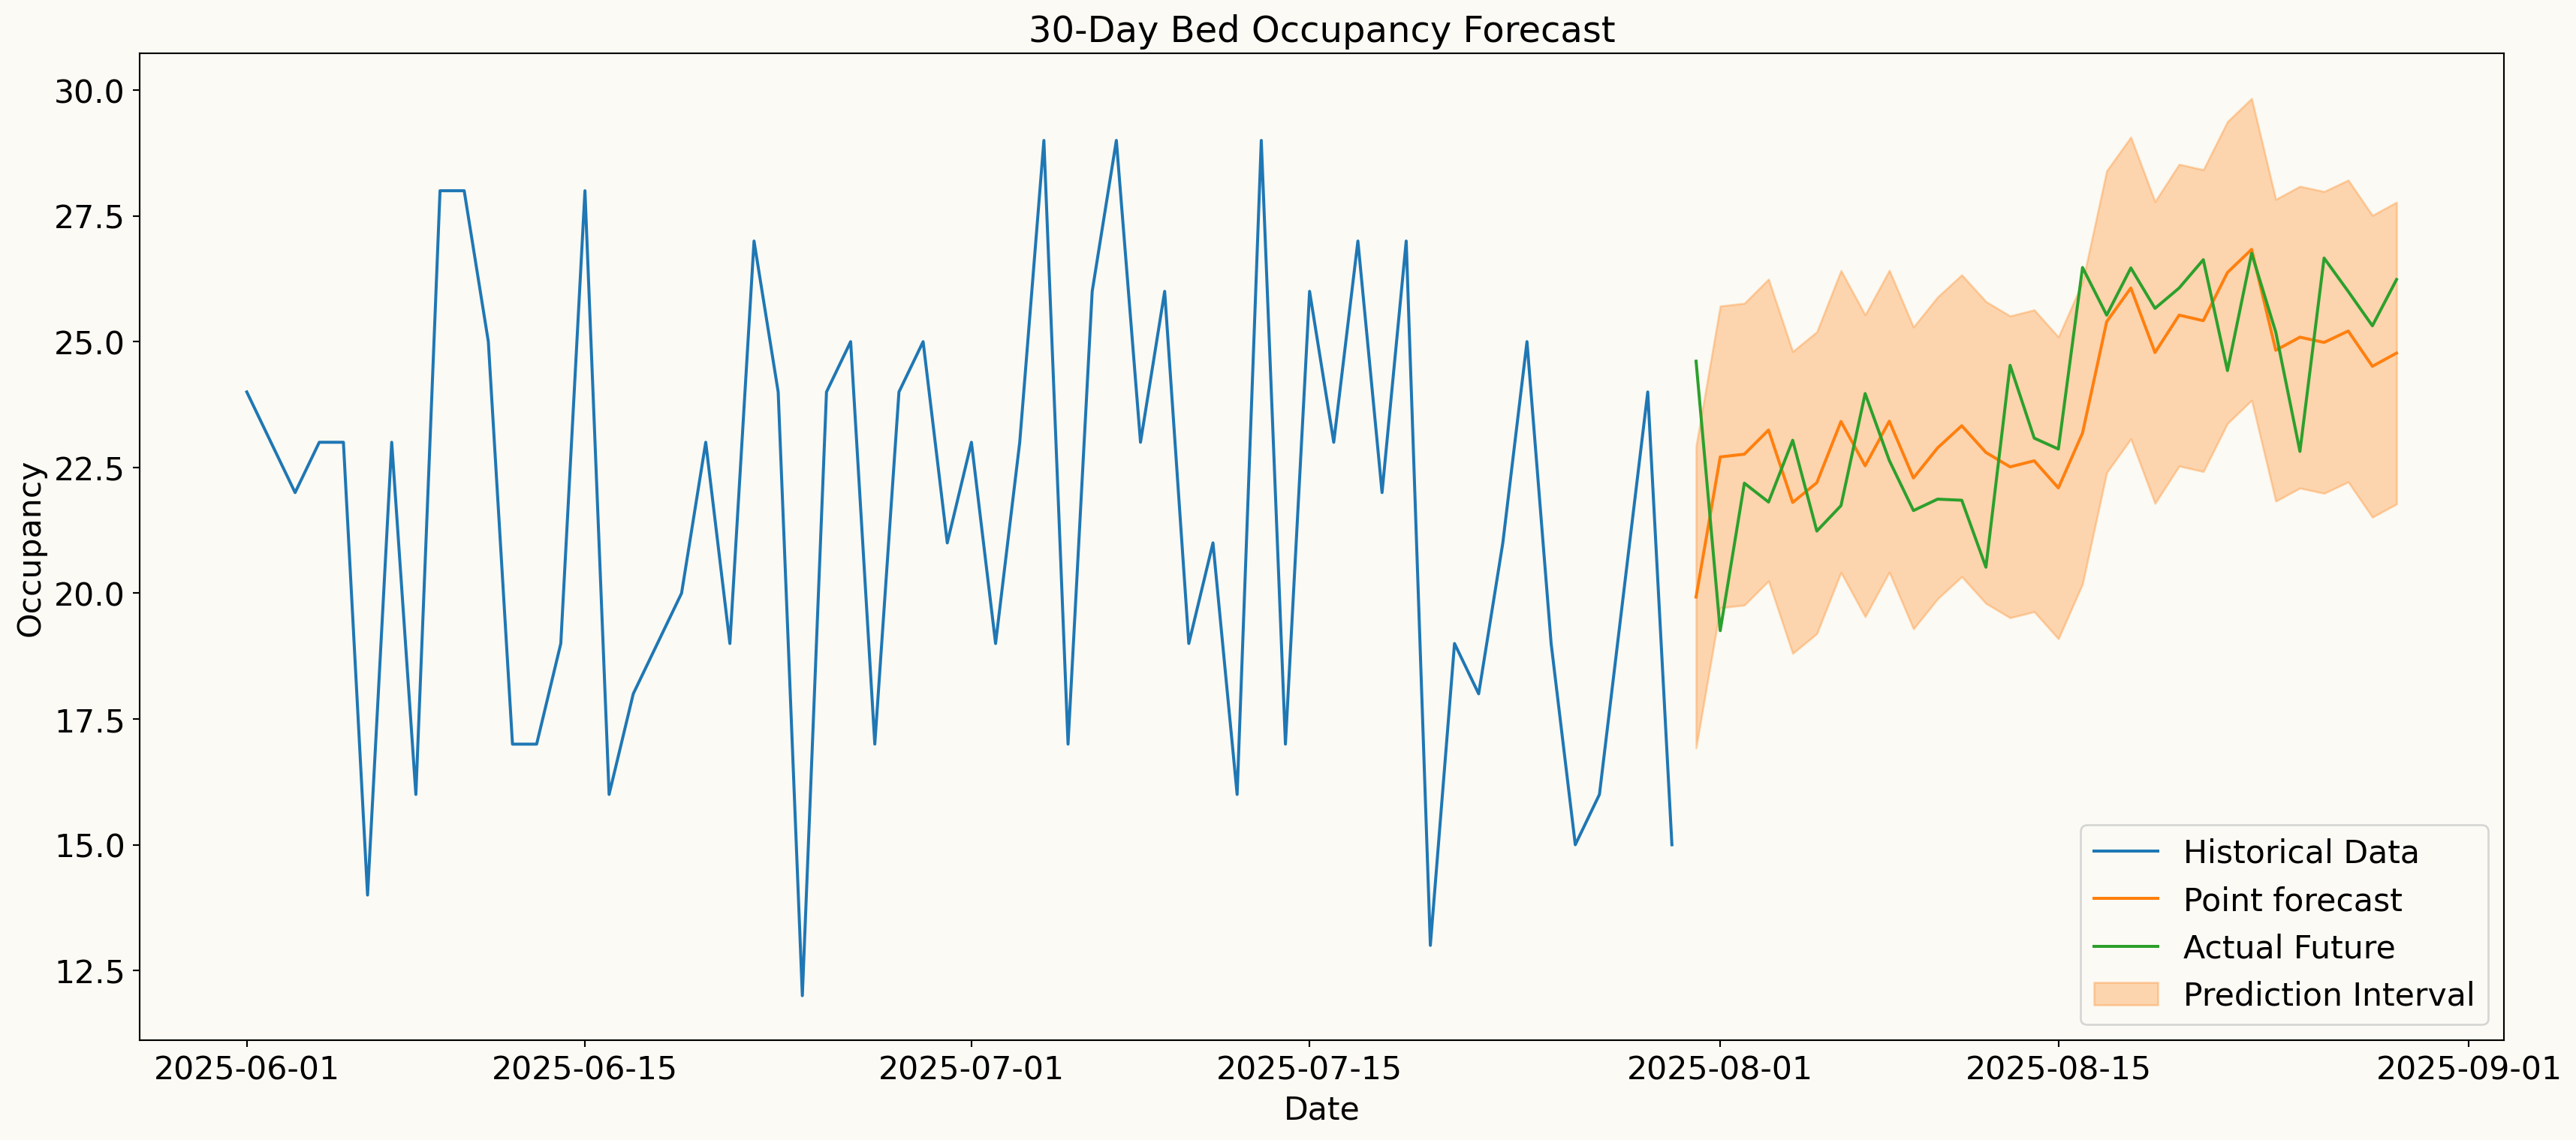 30-Day Bed Occupancy Forecast
Occupancy
30.0
27.5
25.0
22.5
20.0
17.5
15.0
12.5
Historical Data
Point forecast
Actual Future
Prediction Interval
2025-06-01 2025-06-15 2025-07-01 2025-07-15 2025-08-01 2025-08-15 2025-09-01
Date